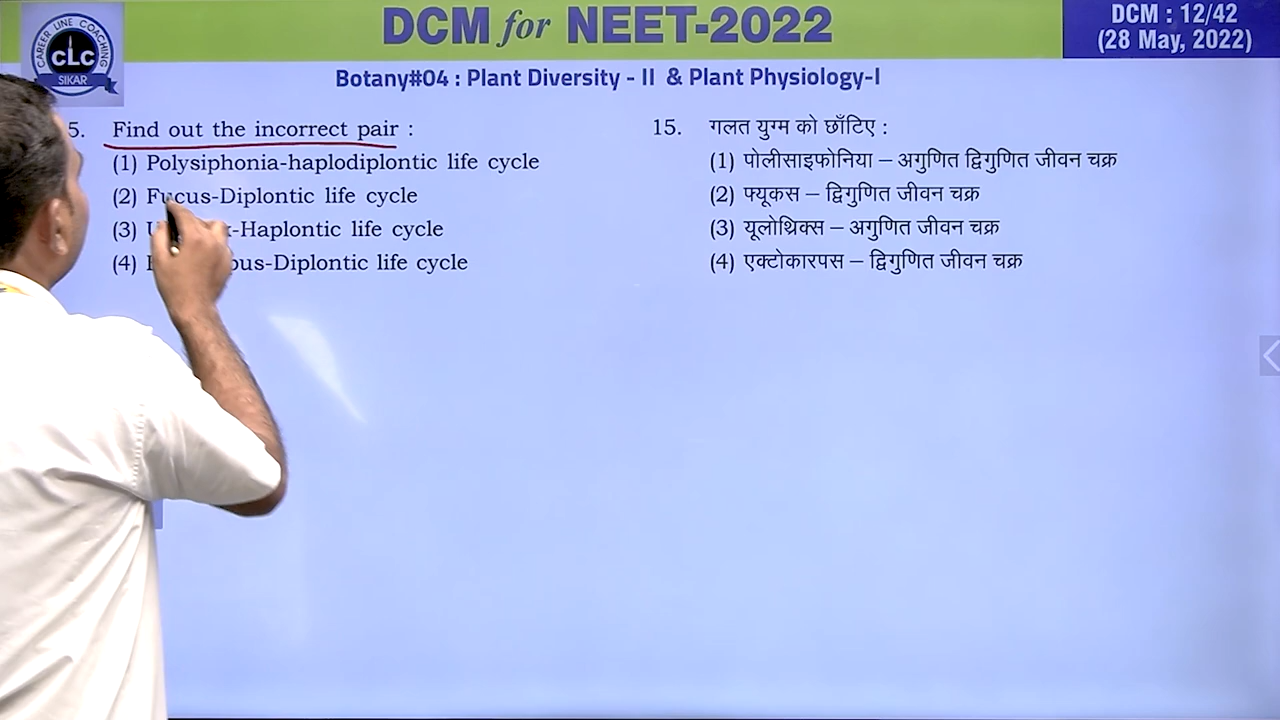 DCM for NEET-2022
DCM : 12/42
(28 May, 2022)
CAREER LINE COACHING
CLC
SIKAR
Botany#04 : Plant Diversity - II & Plant Physiology-I
5. Find out the incorrect pair :
(1) Polysiphonia-haplodiplontic life cycle
(2) Fucus-Diplontic life cycle
(3) -Haplontic life cycle
(4) -Diplontic life cycle
15. गलत युग्म को छाँटिए :
(1) पोलीसाइफोनिया – अगुणित द्विगुणित जीवन चक्र
(2) फ्यूकस – द्विगुणित जीवन चक्र
(3) यूलोथ्रिक्स – अगुणित जीवन चक्र
(4) एक्टोकारपस – द्विगुणित जीवन चक्र